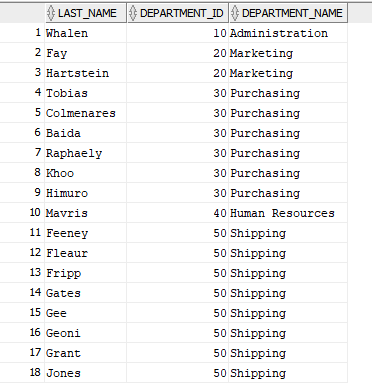 LAST_NAME DEPARTMENT_ID DEPARTMENT_NAME
1 Whalen 10 Administration
2 Fay 20 Marketing
3 Hartstein 20 Marketing
4 Tobias 30 Purchasing
5 Colmenares 30 Purchasing
6 Baida 30 Purchasing
7 Raphaely 30 Purchasing
8 Khoo 30 Purchasing
9 Himuro 30 Purchasing
10 Mavris 40 Human Resources
11 Feeney 50 Shipping
12 Fleaur 50 Shipping
13 Fripp 50 Shipping
14 Gates 50 Shipping
15 Gee 50 Shipping
16 Geoni 50 Shipping
17 Grant 50 Shipping
18 Jones 50 Shipping